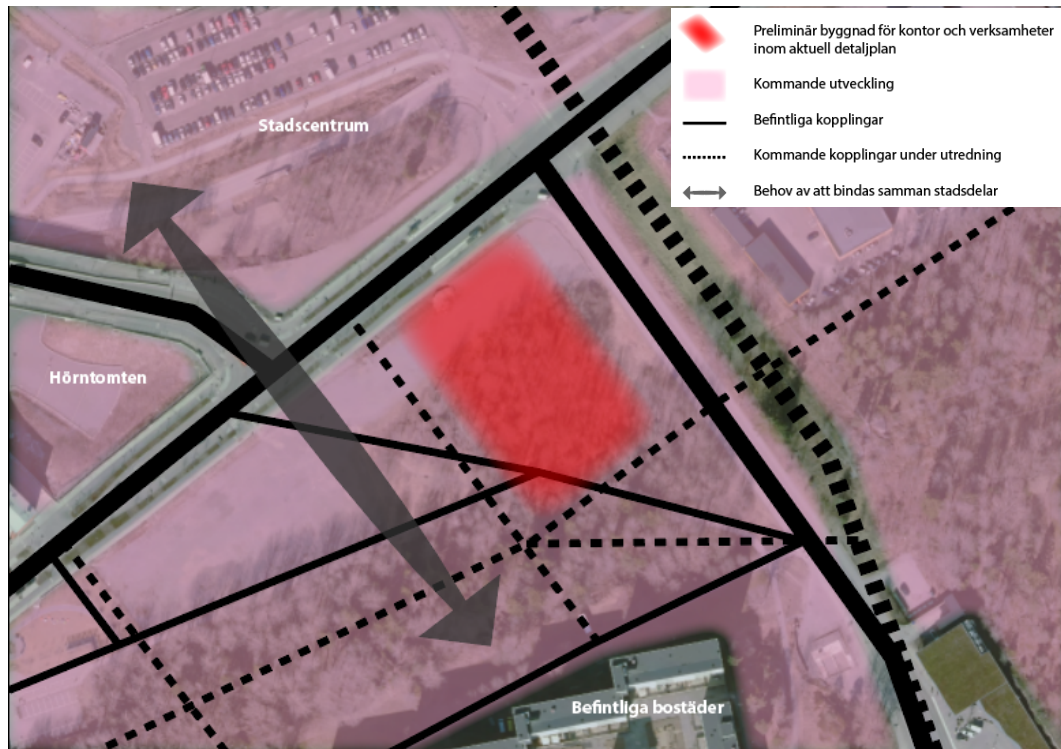 Preliminär byggnad för kontor och verksamheter
inom aktuell detaljplan
Kommande utveckling
Befintliga kopplingar
Kommande kopplingar under utredning
Behov av att bindas samman stadsdelar
Stadscentrum
Hörntomten
Befintliga bostäder